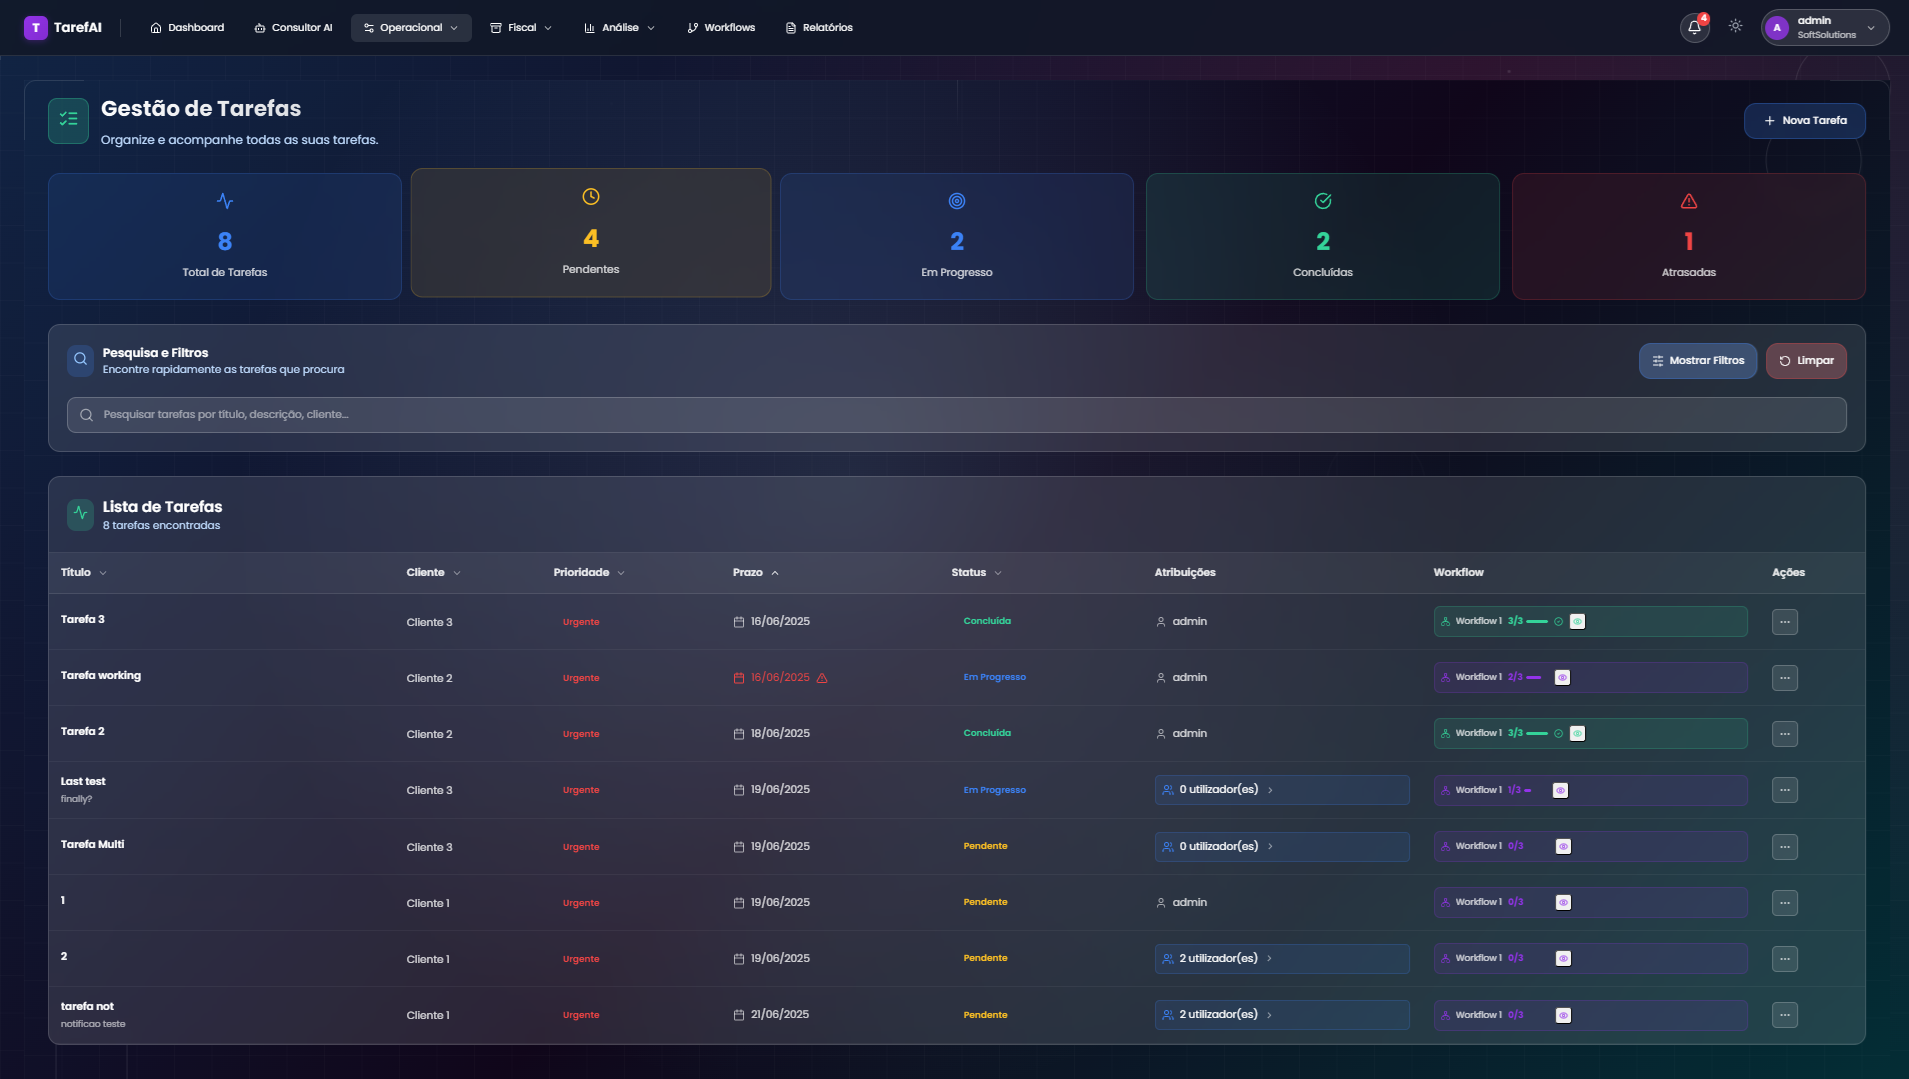 T TarefAI
Dashboard
Consultor AI
Operacional
Fiscal
Análise
Workflows
Relatórios
4
A
admin
SoftSolutions
Gestão de Tarefas
Organize e acompanhe todas as suas tarefas.
Nova Tarefa
8
Total de Tarefas
4
Pendentes
2
Em Progresso
2
Concluídas
1
Atrasadas
Pesquisa e Filtros
Encontre rapidamente as tarefas que procura
Mostrar Filtros
Limpar
Pesquisar tarefas por título, descrição, cliente...
Lista de Tarefas
8 tarefas encontradas
Título Cliente Prioridade Prazo Status Atribuições Workflow Ações
Tarefa 3 Cliente 3 Urgente 16/06/2025 Concluída admin Workflow 1 3/3
Tarefa working Cliente 2 Urgente 16/06/2025 Em Progresso admin Workflow 1 2/3
Tarefa 2 Cliente 2 Urgente 18/06/2025 Concluída admin Workflow 1 3/3
Last test Cliente 3 Urgente 19/06/2025 Em Progresso 0 utilizador(es) Workflow 1 1/3
finally?
Tarefa Multi Cliente 3 Urgente 19/06/2025 Pendente 0 utilizador(es) Workflow 1 0/3
1 Cliente 1 Urgente 19/06/2025 Pendente admin Workflow 1 0/3
2 Cliente 1 Urgente 19/06/2025 Pendente 2 utilizador(es) Workflow 1 0/3
tarefa not Cliente 1 Urgente 21/06/2025 Pendente 2 utilizador(es) Workflow 1 0/3
notificao teste